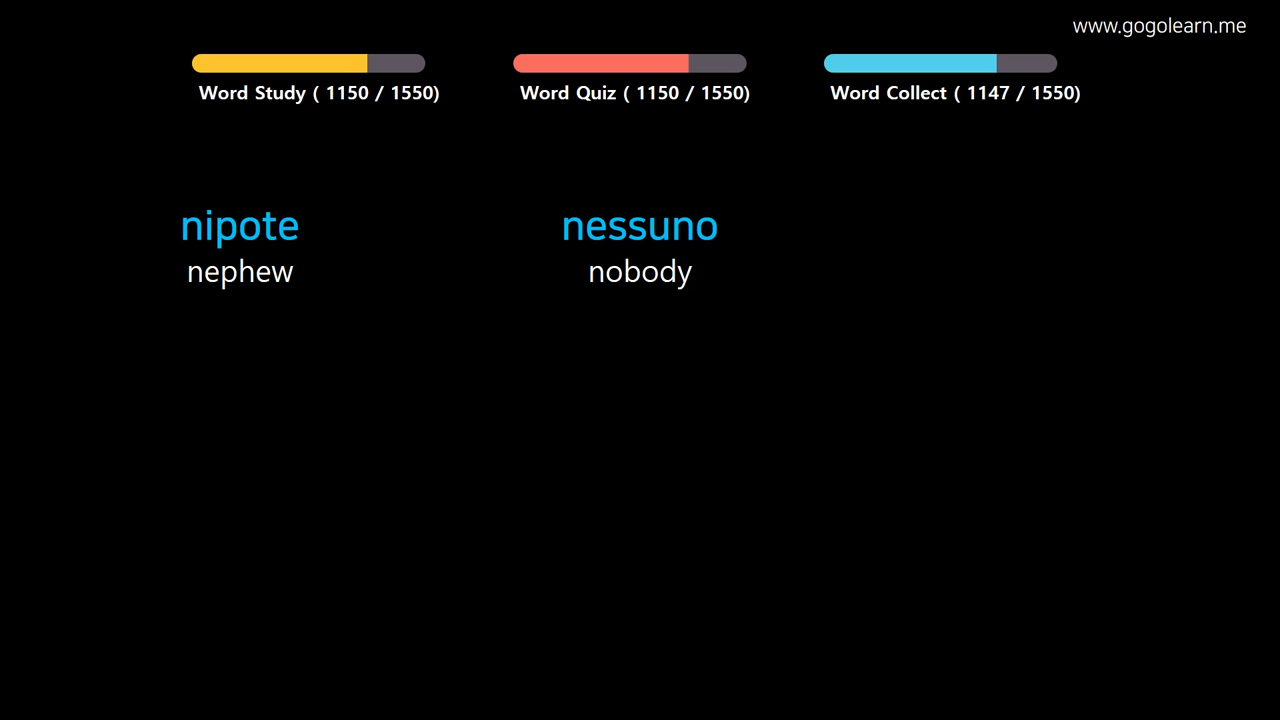 www.gogolearn.me
Word Study ( 1150 / 1550)
Word Quiz ( 1150 / 1550)
Word Collect ( 1147 / 1550)
nipote
nephew
nessuno
nobody